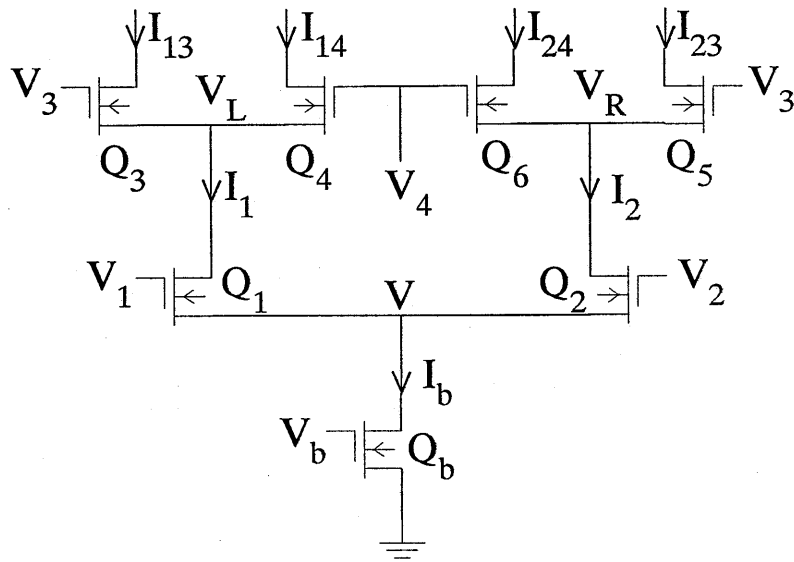 I13 I14 I24 I23
V3 VL VR V3
Q3 Q4 V4 Q6 Q5
I1 I2
V1 Q1 V Q2 V2
Ib
Vb Qb